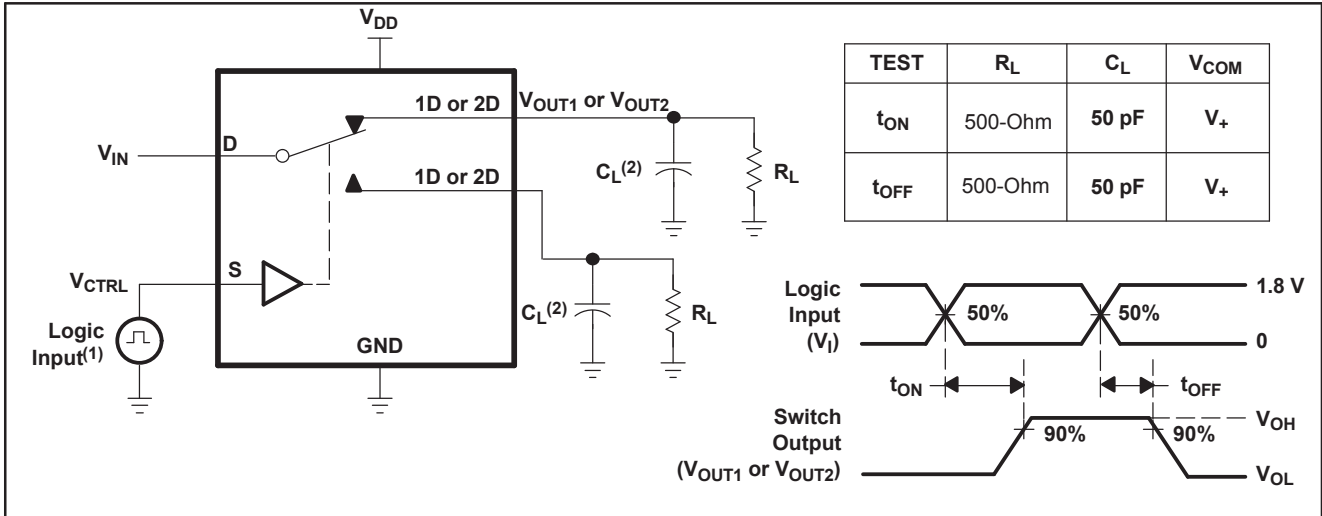 VDD
1D or 2D
VOUT1 or VOUT2
VIN
D
CL(2)
RL
1D or 2D
VCTRL
S
CL(2)
RL
Logic
Input(1)
GND
TEST RL CL VCOM
tON 500-Ohm 50 pF V+
tOFF 500-Ohm 50 pF V+
Logic
Input
(VI)
50%
50%
1.8 V
0
tON
tOFF
Switch
Output
(VOUT1 or VOUT2)
90%
90%
VOH
VOL